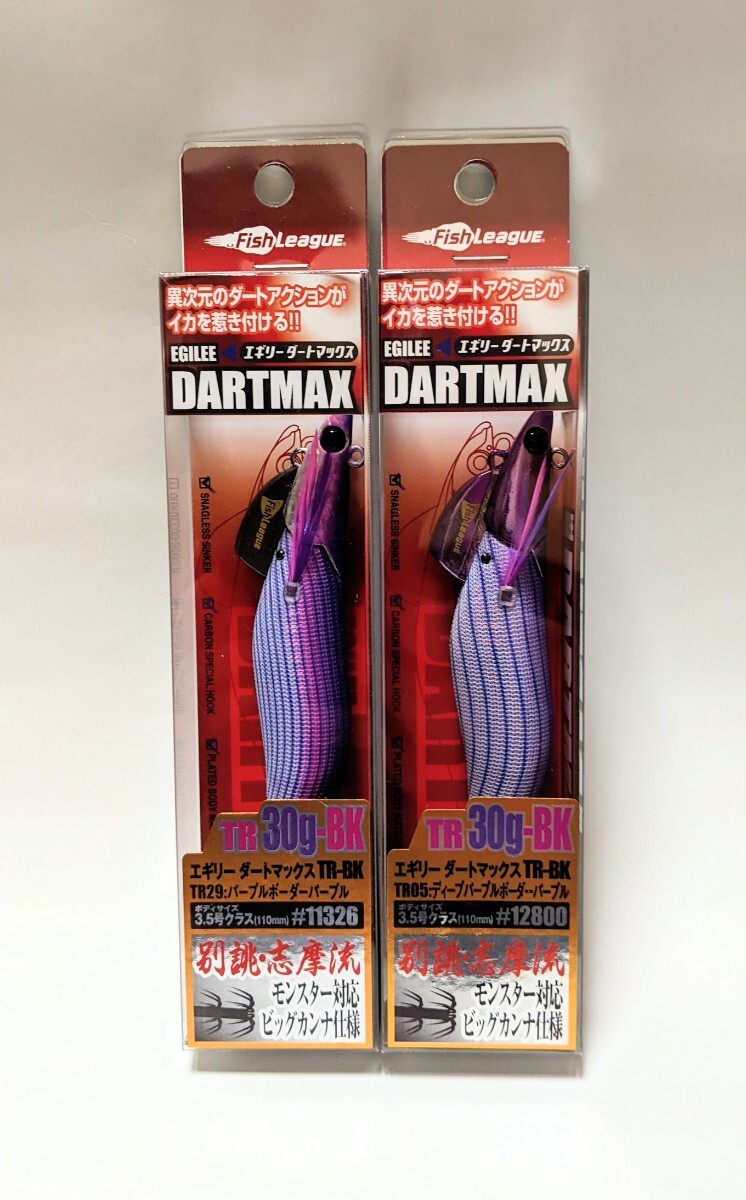 Fish LEAGUE
異次元のダートアクションが
イカを惹き付ける!!
EGILEE エギリーダートマックス
DARTMAX
Fish League
SNAGLESS SINKER
CARBON SPECIAL HOOK
PLATED BODY
TR 30g-BK
エギリー ダートマックス TR-BK
TR29:パープルボーダーパープル
ボディサイズ
3.5号クラス(110mm) #11326
別誂・志摩流
モンスター対応
ビッグカンナ仕様
Fish LEAGUE
異次元のダートアクションが
イカを惹き付ける!!
EGILEE エギリーダートマックス
DARTMAX
Fish League
SNAGLESS SINKER
CARBON SPECIAL HOOK
PLATED BODY
TR 30g-BK
エギリー ダートマックス TR-BK
TR05:ディープパープルボーダーパープル
ボディサイズ
3.5号クラス(110mm) #12800
別誂・志摩流
モンスター対応
ビッグカンナ仕様